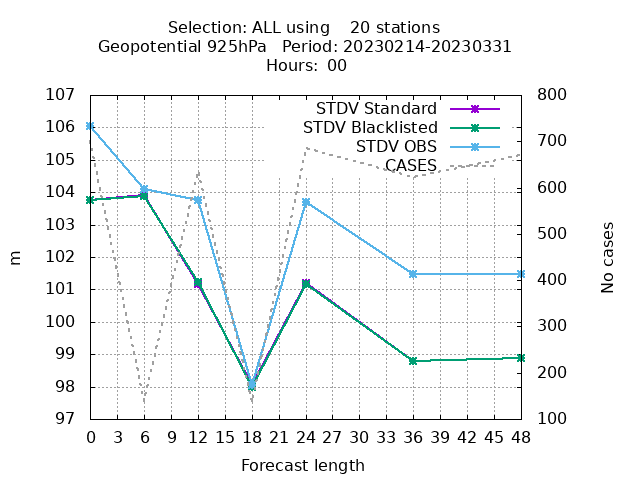 Selection: ALL using    20 stations
Geopotential 925hPa   Period: 20230214-20230331
Hours: 00
STDV Standard
STDV Blacklisted
STDV OBS
CASES
107
106
105
104
103
102
101
100
99
98
97
m
800
700
600
500
400
300
200
100
No cases
0 3 6 9 12 15 18 21 24 27 30 33 36 39 42 45 48
Forecast length